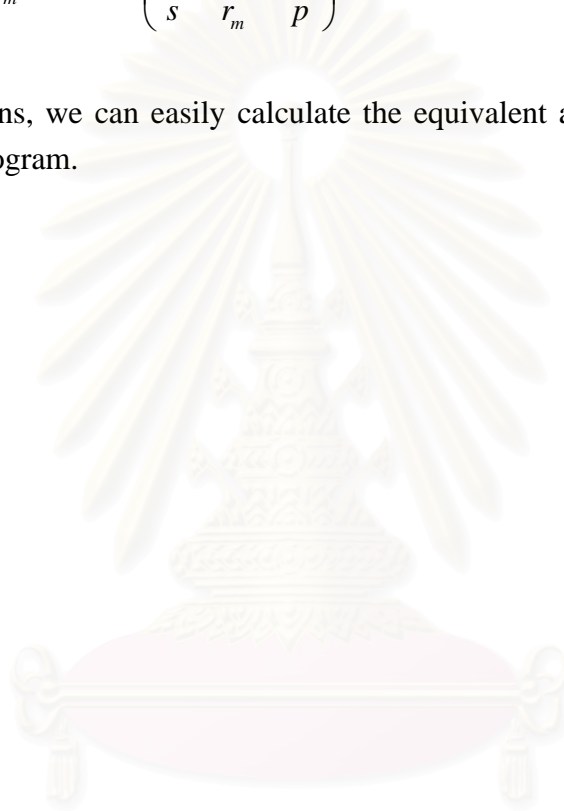 m
( s r_m p )
ns, we can easily calculate the equivalent a
ogram.